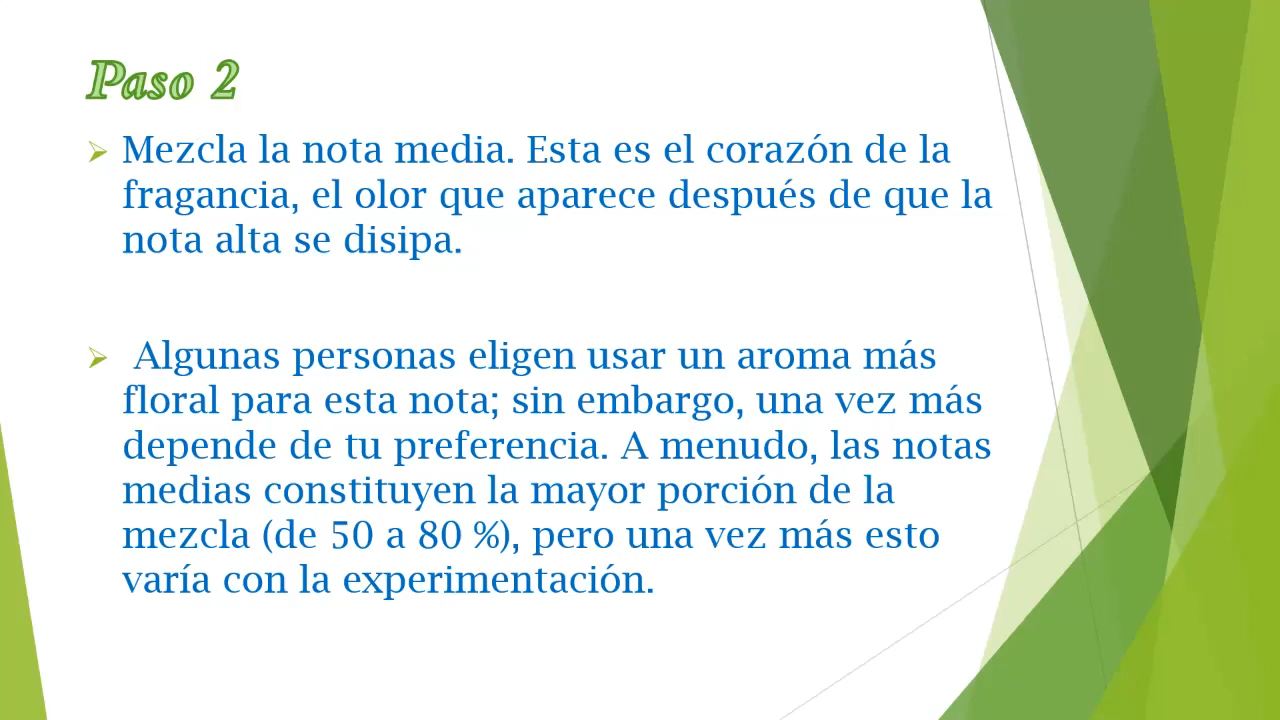 Paso 2
Mezcla la nota media. Esta es el corazón de la
fragancia, el olor que aparece después de que la
nota alta se disipa.
Algunas personas eligen usar un aroma más
floral para esta nota; sin embargo, una vez más
depende de tu preferencia. A menudo, las notas
medias constituyen la mayor porción de la
mezcla (de 50 a 80 %), pero una vez más esto
varía con la experimentación.